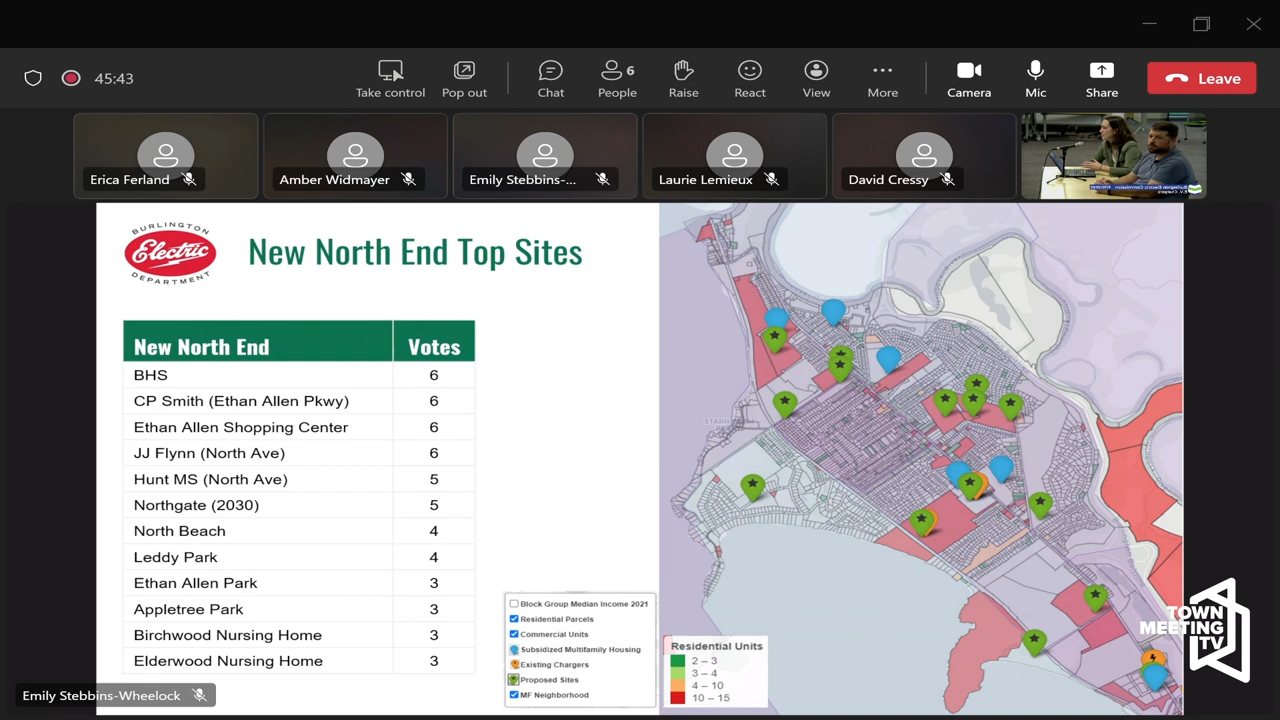 45:43
Take control
Pop out
Chat
People
6
Raise
React
View
More
Camera
Mic
Share
Leave
Erica Ferland
Amber Widmayer
Emily Stebbins-...
Laurie Lemieux
David Cressy
BURLINGTON
Electric
DEPARTMENT
New North End Top Sites
New North End Votes
BHS 6
CP Smith (Ethan Allen Pkwy) 6
Ethan Allen Shopping Center 6
JJ Flynn (North Ave) 6
Hunt MS (North Ave) 5
Northgate (2030) 5
North Beach 4
Leddy Park 4
Ethan Allen Park 3
Appletree Park 3
Birchwood Nursing Home 3
Elderwood Nursing Home 3
Block Group Median Income 2021
Residential Parcels
Commercial Units
Subsidized Multifamily Housing
Existing Chargers
Proposed Sites
MF Neighborhood
Residential Units
2 – 3
3 – 4
4 – 10
10 – 15
TOWN
MEETING
TV
Emily Stebbins-Wheelock